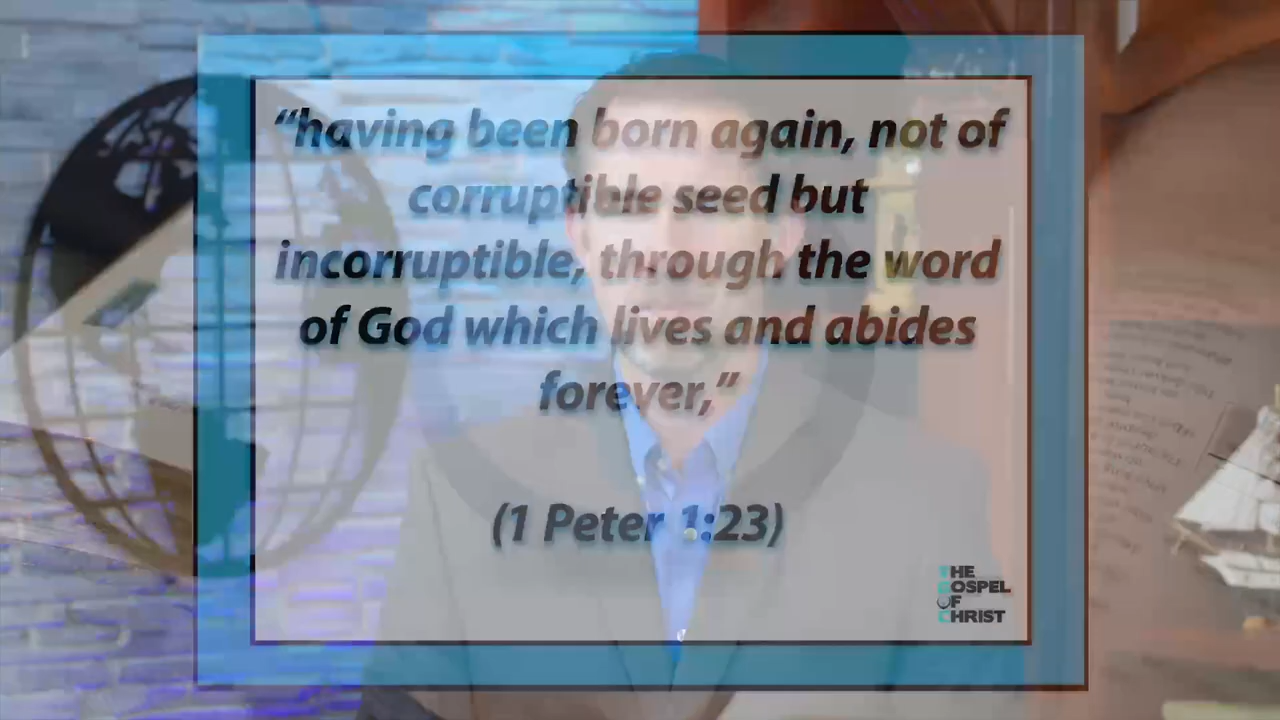 “having been born again, not of
corruptible seed but
incorruptible, through the word
of God which lives and abides
forever,”
(1 Peter 1:23)
THE
GOSPEL
OF
CHRIST